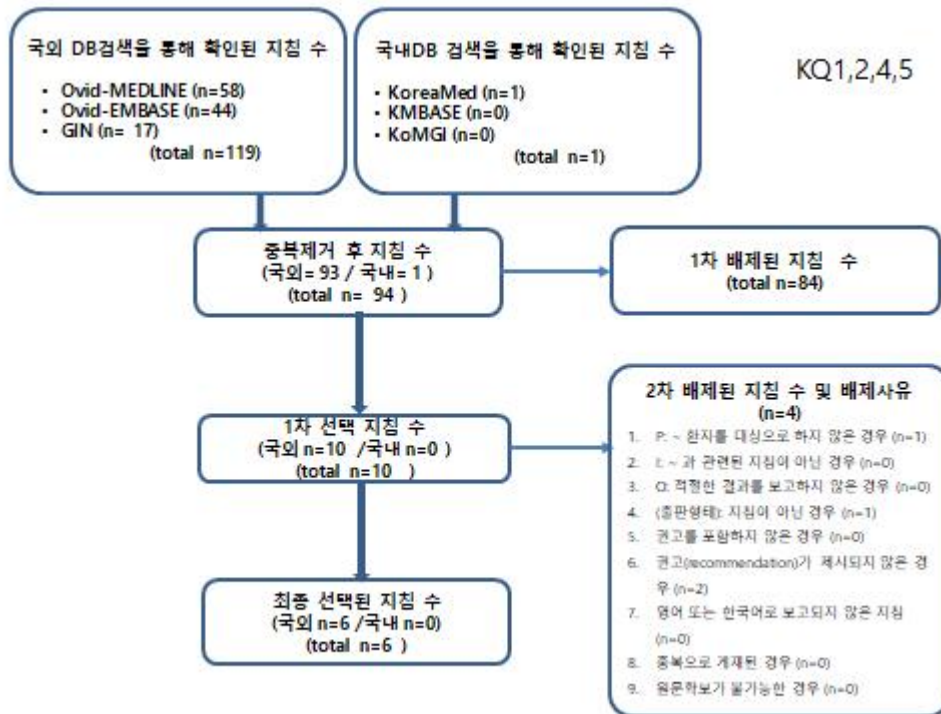 국외 DB검색을 통해 확인된 지침 수
• Ovid-MEDLINE (n=58)
• Ovid-EMBASE (n=44)
• GIN (n= 17)
(total n=119)
국내DB 검색을 통해 확인된 지침 수
• KoreaMed (n=1)
• KMBASE (n=0)
• KoMGI (n=0)
(total n=1)
KQ1,2,4,5
중복제거 후 지침 수
(국외= 93 / 국내= 1 )
(total n= 94 )
1차 배제된 지침 수
(total n=84)
1차 선택 지침 수
(국외 n=10 /국내 n=0 )
(total n=10 )
2차 배제된 지침 수 및 배제사유
(n=4)
1. P: ~ 환자를 대상으로 하지 않은 경우 (n=1)
2. I: ~ 과 관련된 지침이 아닌 경우 (n=0)
3. O: 적절한 결과를 보고하지 않은 경우 (n=0)
4. (출판형태): 지침이 아닌 경우 (n=1)
5. 권고를 포함하지 않은 경우 (n=0)
6. 권고(recommendation)가 제시되지 않은 경
우 (n=2)
7. 영어 또는 한국어로 보고되지 않은 지침
(n=0)
8. 중복으로 게재된 경우 (n=0)
9. 원문확보가 불가능한 경우 (n=0)
최종 선택된 지침 수
(국외 n=6 /국내 n=0)
(total n=6 )